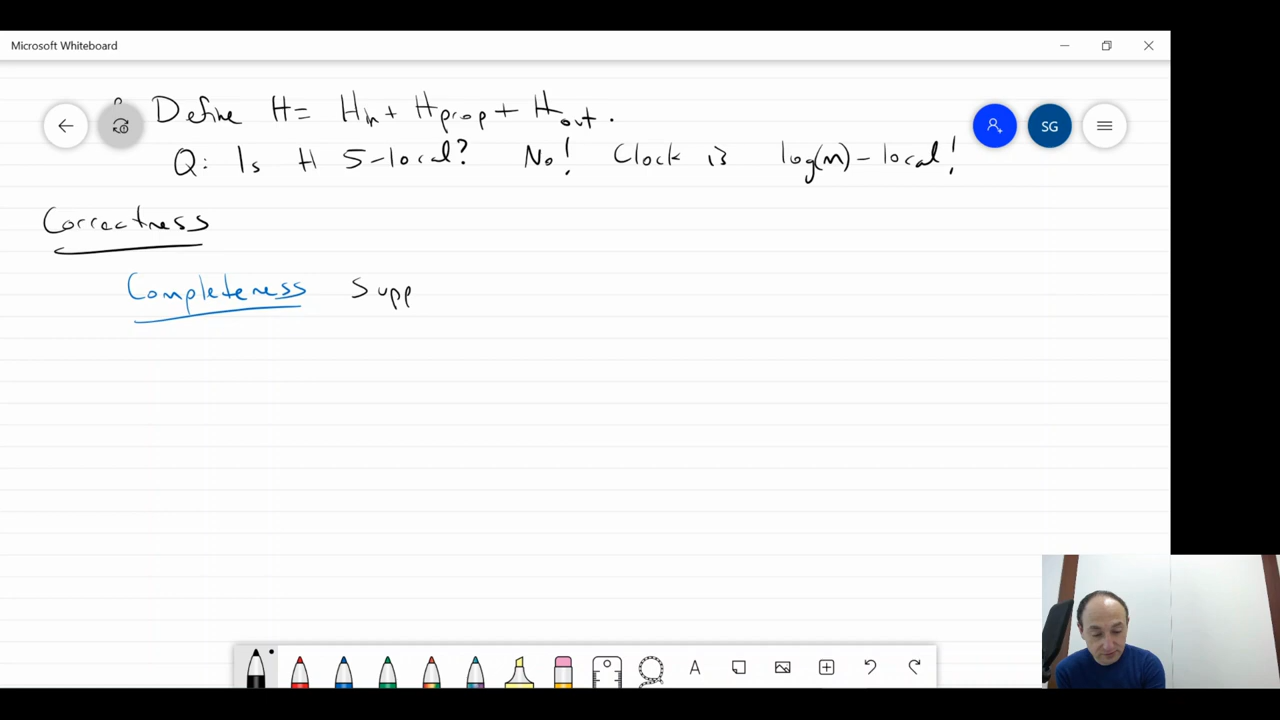 Microsoft Whiteboard
Define H = H_in + H_prop + H_out.
SG
Q: Is H 5-local? No! Clock is log(n)-local!
Correctness
Completeness Supp
A